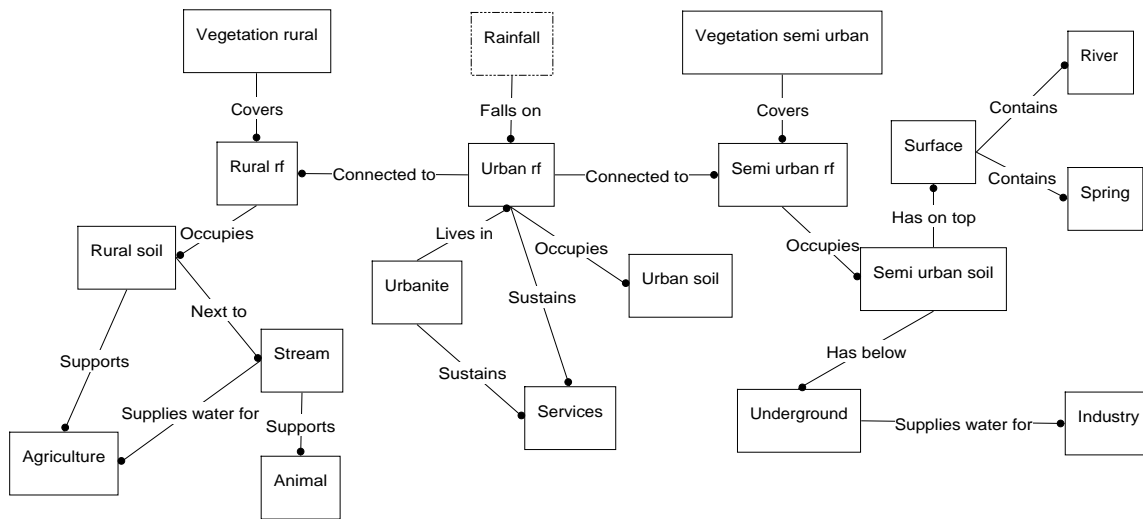 Vegetation rural
Rainfall
Vegetation semi urban
River
Covers
Falls on
Covers
Contains
Rural rf
Connected to
Urban rf
Connected to
Semi urban rf
Surface
Contains
Spring
Occupies
Lives in
Occupies
Occupies
Has on top
Rural soil
Urbanite
Urban soil
Semi urban soil
Next to
Sustains
Supports
Stream
Sustains
Has below
Supplies water for
Supports
Services
Underground
Supplies water for
Industry
Agriculture
Animal